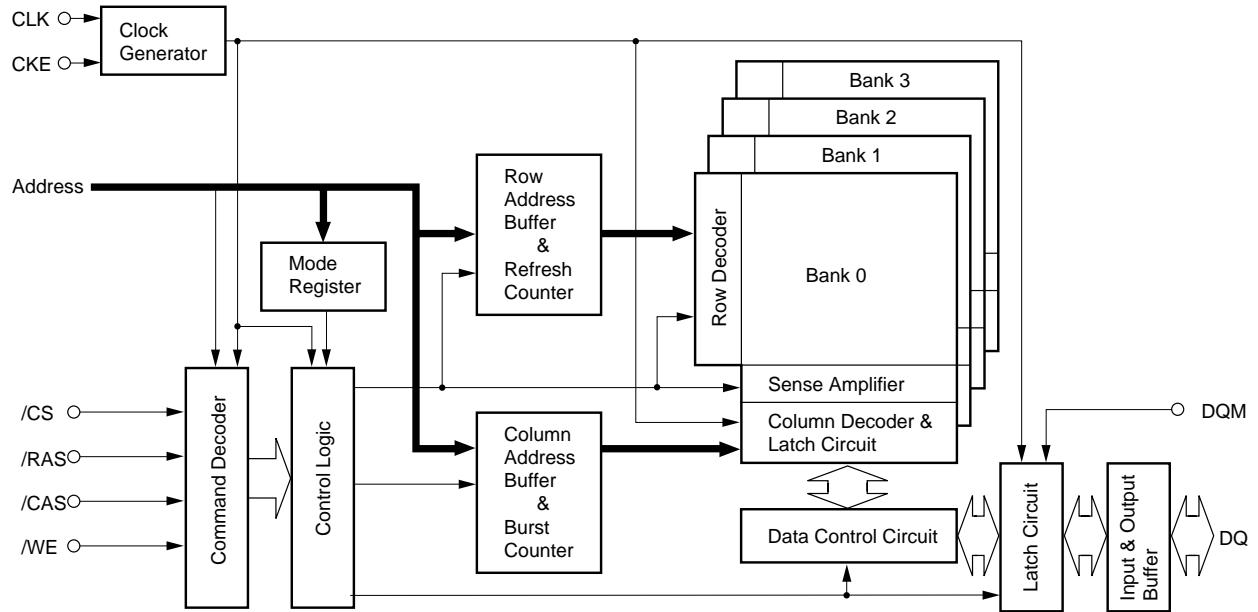 CLK
CKE
Clock
Generator
Address
Mode
Register
Row
Address
Buffer
&
Refresh
Counter
Bank 3
Bank 2
Bank 1
Bank 0
Row Decoder
Sense Amplifier
Column Decoder &
Latch Circuit
/CS
/RAS
/CAS
/WE
Command Decoder
Control Logic
Column
Address
Buffer
&
Burst
Counter
Data Control Circuit
Latch Circuit
Input & Output
Buffer
DQM
DQ